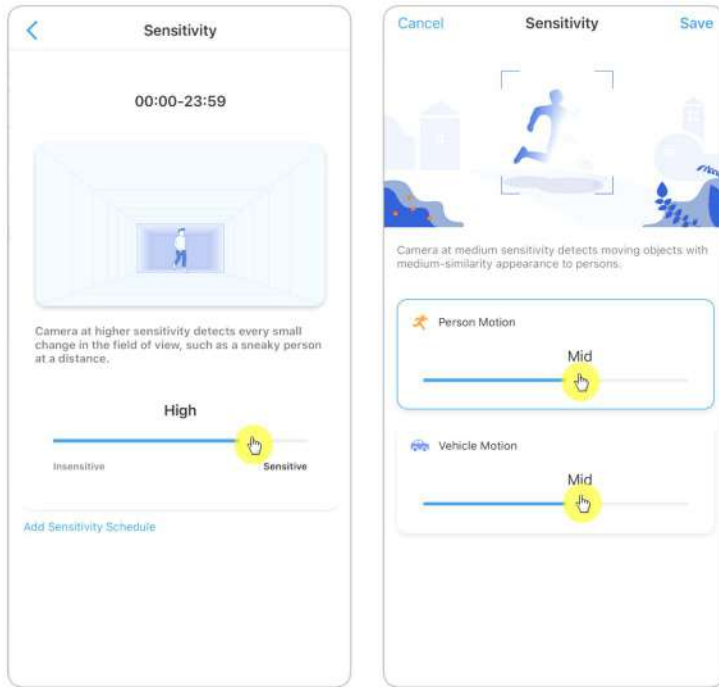 Sensitivity
00:00-23:59
Camera at higher sensitivity detects every small
change in the field of view, such as a sneaky person
at a distance.
High
Insensitive
Sensitive
Add Sensitivity Schedule
Cancel
Sensitivity
Save
Camera at medium sensitivity detects moving objects with
medium-similarity appearance to persons.
Person Motion
Mid
Vehicle Motion
Mid